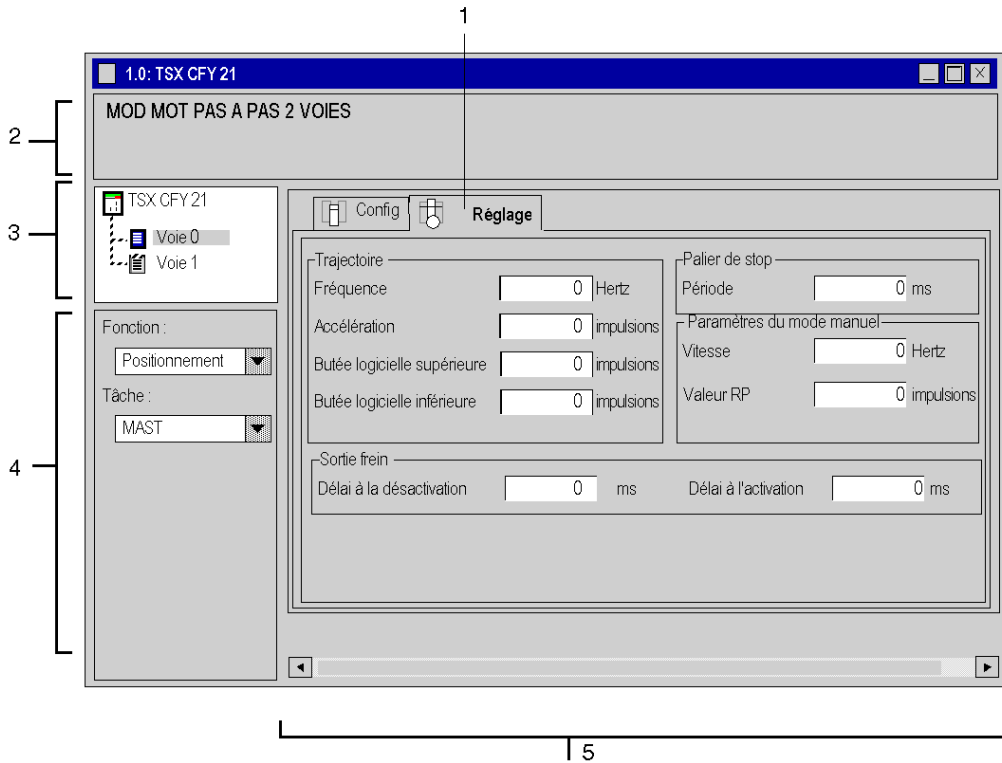 1
1.0: TSX CFY 21
2
MOD MOT PAS A PAS 2 VOIES
3
TSX CFY 21
Voie 0
Voie 1
4
Fonction :
Positionnement
Tâche :
MAST
Config
Réglage
Trajectoire
Fréquence 0 Hertz
Accélération 0 impulsions
Butée logicielle supérieure 0 impulsions
Butée logicielle inférieure 0 impulsions
Palier de stop
Période 0 ms
Paramètres du mode manuel
Vitesse 0 Hertz
Valeur RP 0 impulsions
Sortie frein
Délai à la désactivation 0 ms Délai à l'activation 0 ms
5